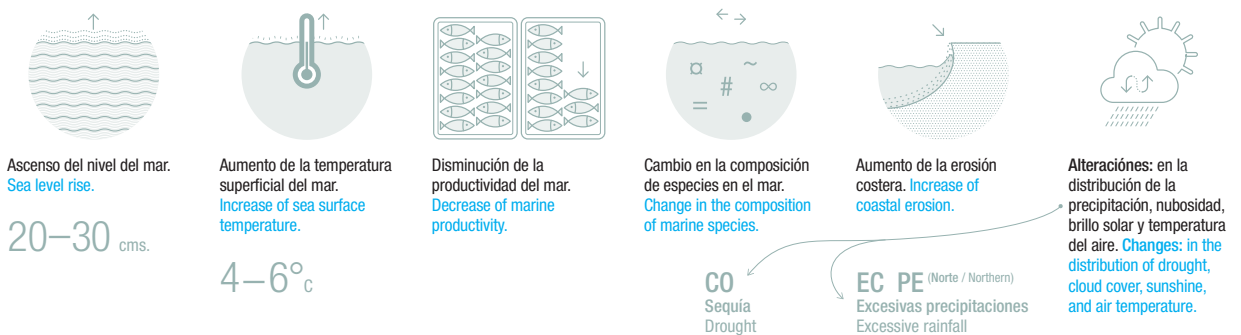 Ascenso del nivel del mar.
Sea level rise.
20–30 cms.
Aumento de la temperatura
superficial del mar.
Increase of sea surface
temperature.
4–6°c
Disminución de la
productividad del mar.
Decrease of marine
productivity.
¤ ~
# ∞
=
Cambio en la composición
de especies en el mar.
Change in the composition
of marine species.
Aumento de la erosión
costera. Increase of
coastal erosion.
Alteraciónes: en la
distribución de la
precipitación, nubosidad,
brillo solar y temperatura
del aire. Changes: in the
distribution of drought,
cloud cover, sunshine,
and air temperature.
CO
Sequía
Drought
EC PE (Norte / Northern)
Excesivas precipitaciones
Excessive rainfall